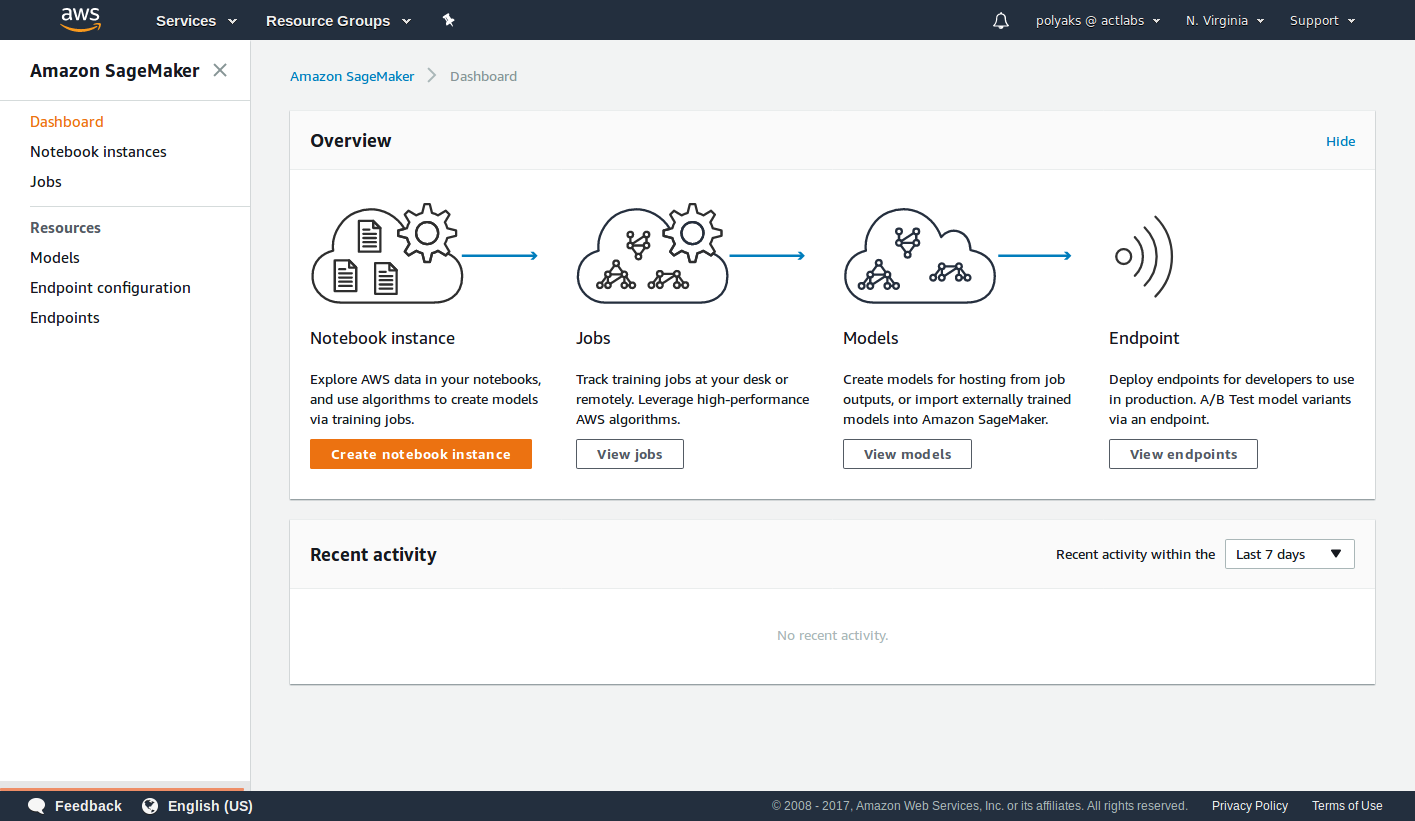 aws Services Resource Groups polyaks @ actlabs N. Virginia Support
Amazon SageMaker
Dashboard
Notebook instances
Jobs
Resources
Models
Endpoint configuration
Endpoints
Amazon SageMaker Dashboard
Overview Hide
Notebook instance
Explore AWS data in your notebooks,
and use algorithms to create models
via training jobs.
Create notebook instance
Jobs
Track training jobs at your desk or
remotely. Leverage high-performance
AWS algorithms.
View jobs
Models
Create models for hosting from job
outputs, or import externally trained
models into Amazon SageMaker.
View models
Endpoint
Deploy endpoints for developers to use
in production. A/B Test model variants
via an endpoint.
View endpoints
Recent activity Recent activity within the Last 7 days
No recent activity.
Feedback English (US) © 2008 - 2017, Amazon Web Services, Inc. or its affiliates. All rights reserved. Privacy Policy Terms of Use